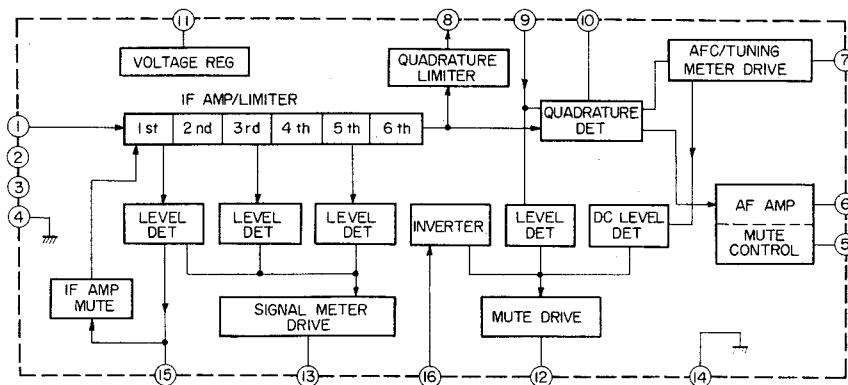 11
8
9
10
VOLTAGE REG
QUADRATURE
LIMITER
AFC/TUNING
METER DRIVE
7
IF AMP/LIMITER
1
1st
2nd
3rd
4th
5th
6th
QUADRATURE
DET
2
3
4
LEVEL
DET
LEVEL
DET
LEVEL
DET
INVERTER
LEVEL
DET
DC LEVEL
DET
AF AMP
6
MUTE
CONTROL
5
IF AMP
MUTE
SIGNAL METER
DRIVE
MUTE DRIVE
15
13
16
12
14